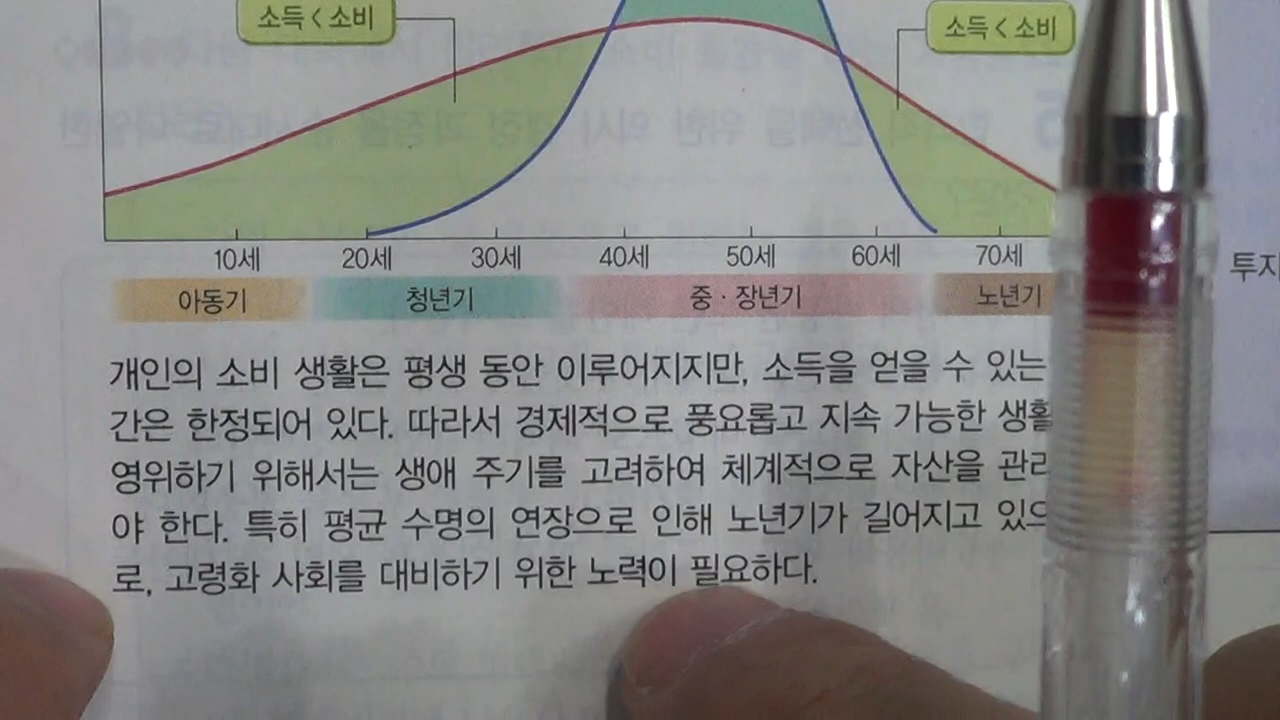 소득 < 소비
소득 < 소비
10세 20세 30세 40세 50세 60세 70세
투자
아동기 청년기 중·장년기 노년기
개인의 소비 생활은 평생 동안 이루어지지만, 소득을 얻을 수 있는
간은 한정되어 있다. 따라서 경제적으로 풍요롭고 지속 가능한 생활
영위하기 위해서는 생애 주기를 고려하여 체계적으로 자산을 관리
야 한다. 특히 평균 수명의 연장으로 인해 노년기가 길어지고 있으
로, 고령화 사회를 대비하기 위한 노력이 필요하다.